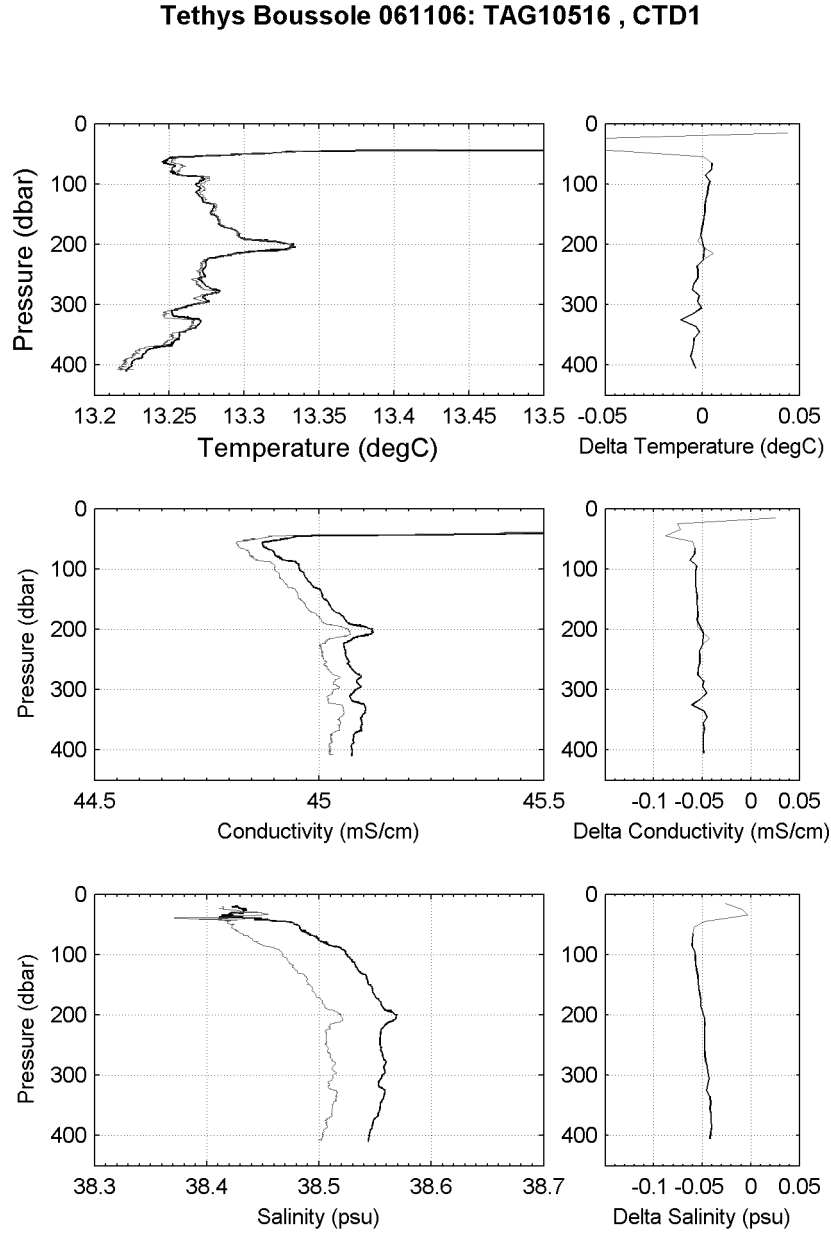 Tethys Boussole 061106: TAG10516 , CTD1
0
100
200
300
400
Pressure (dbar)
13.2 13.25 13.3 13.35 13.4 13.45 13.5
Temperature (degC)
0
100
200
300
400
-0.05 0 0.05
Delta Temperature (degC)
0
100
200
300
400
Pressure (dbar)
44.5 45 45.5
Conductivity (mS/cm)
0
100
200
300
400
-0.1 -0.05 0 0.05
Delta Conductivity (mS/cm)
0
100
200
300
400
Pressure (dbar)
38.3 38.4 38.5 38.6 38.7
Salinity (psu)
0
100
200
300
400
-0.1 -0.05 0 0.05
Delta Salinity (psu)